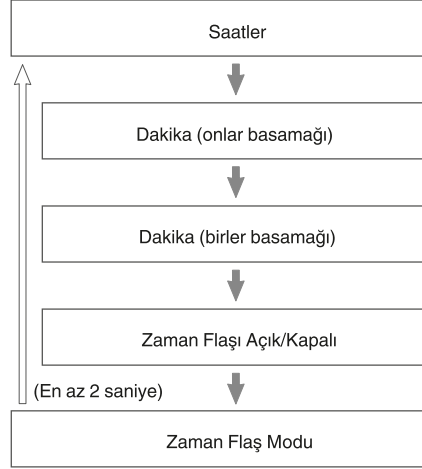 Saatler
Dakika (onlar basamağı)
Dakika (birler basamağı)
Zaman Flaşı Açık/Kapalı
(En az 2 saniye)
Zaman Flaş Modu